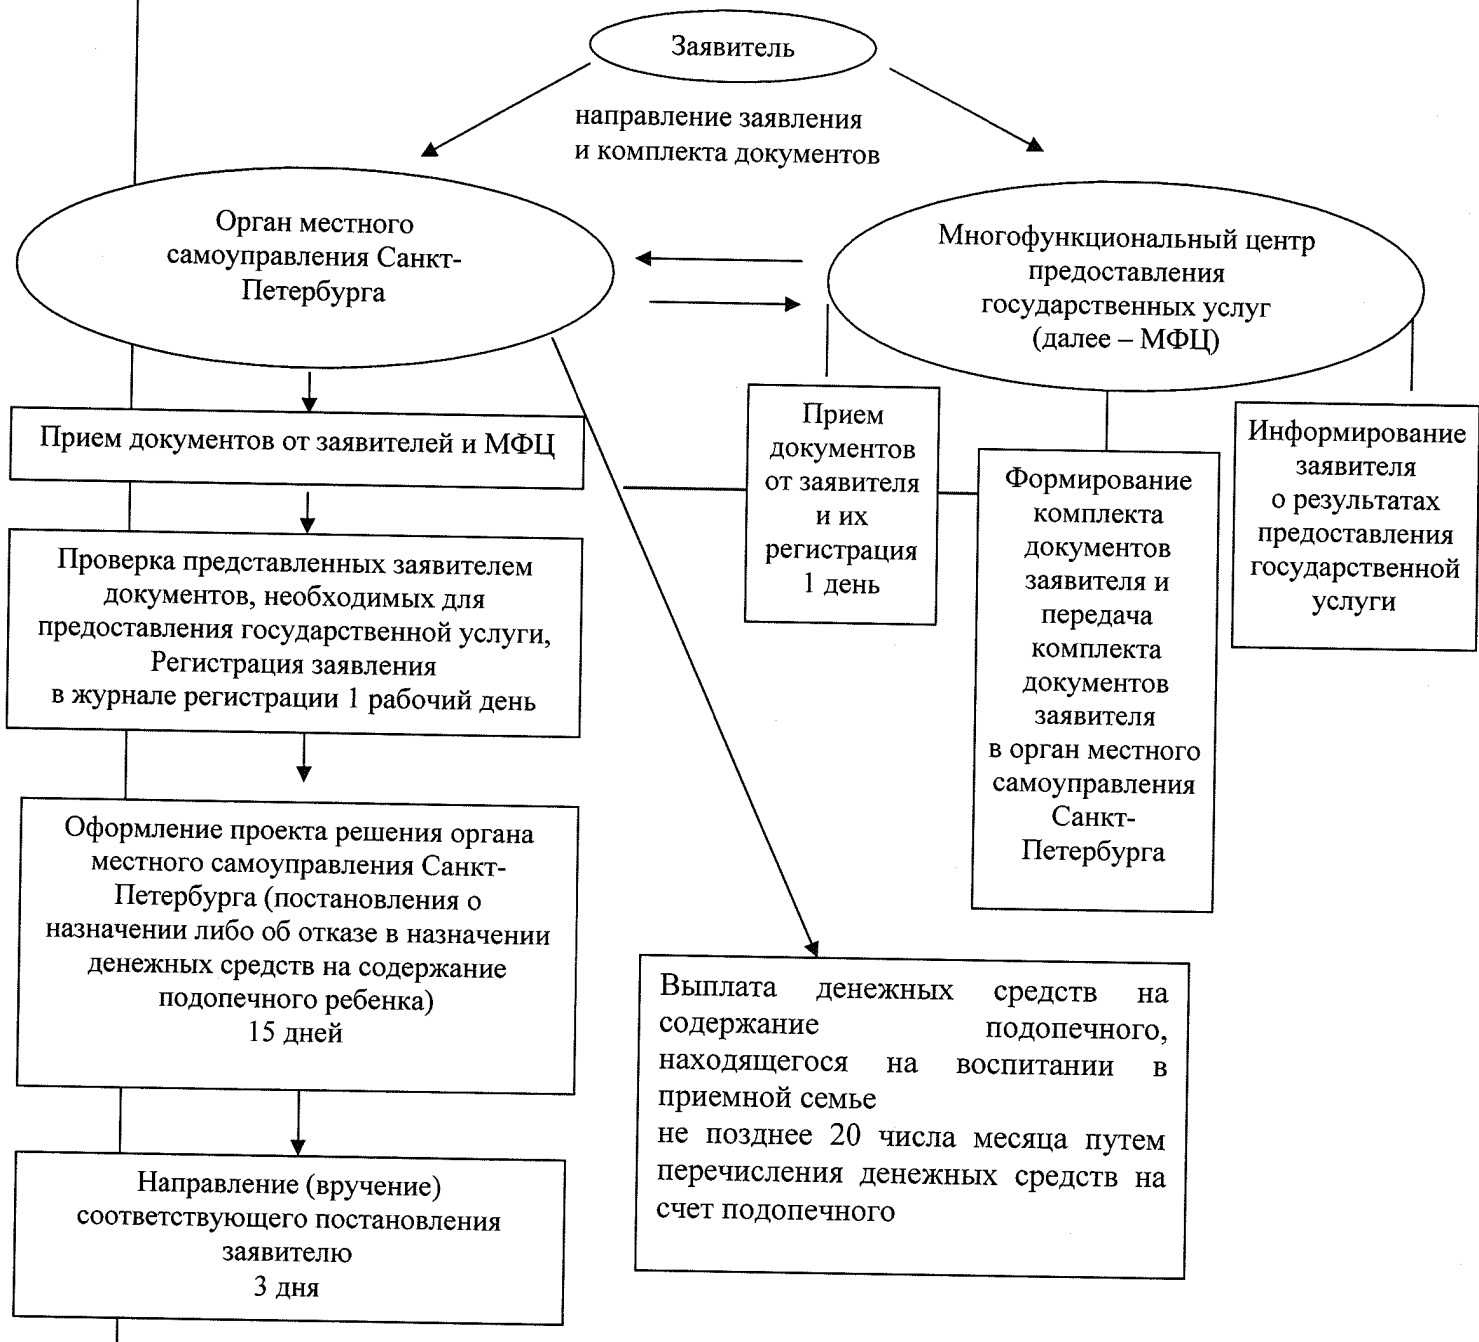 Заявитель
направление заявления
и комплекта документов
Орган местного
самоуправления Санкт-
Петербурга
Многофункциональный центр
предоставления
государственных услуг
(далее – МФЦ)
Прием документов от заявителей и МФЦ
Проверка представленных заявителем
документов, необходимых для
предоставления государственной услуги,
Регистрация заявления
в журнале регистрации 1 рабочий день
Оформление проекта решения органа
местного самоуправления Санкт-
Петербурга (постановления о
назначении либо об отказе в назначении
денежных средств на содержание
подопечного ребенка)
15 дней
Направление (вручение)
соответствующего постановления
заявителю
3 дня
Прием
документов
от заявителя
и их
регистрация
1 день
Формирование
комплекта
документов
заявителя и
передача
комплекта
документов
заявителя
в орган местного
самоуправления
Санкт-
Петербурга
Информирование
заявителя
о результатах
предоставления
государственной
услуги
Выплата денежных средств на
содержание подопечного,
находящегося на воспитании в
приемной семье
не позднее 20 числа месяца путем
перечисления денежных средств на
счет подопечного